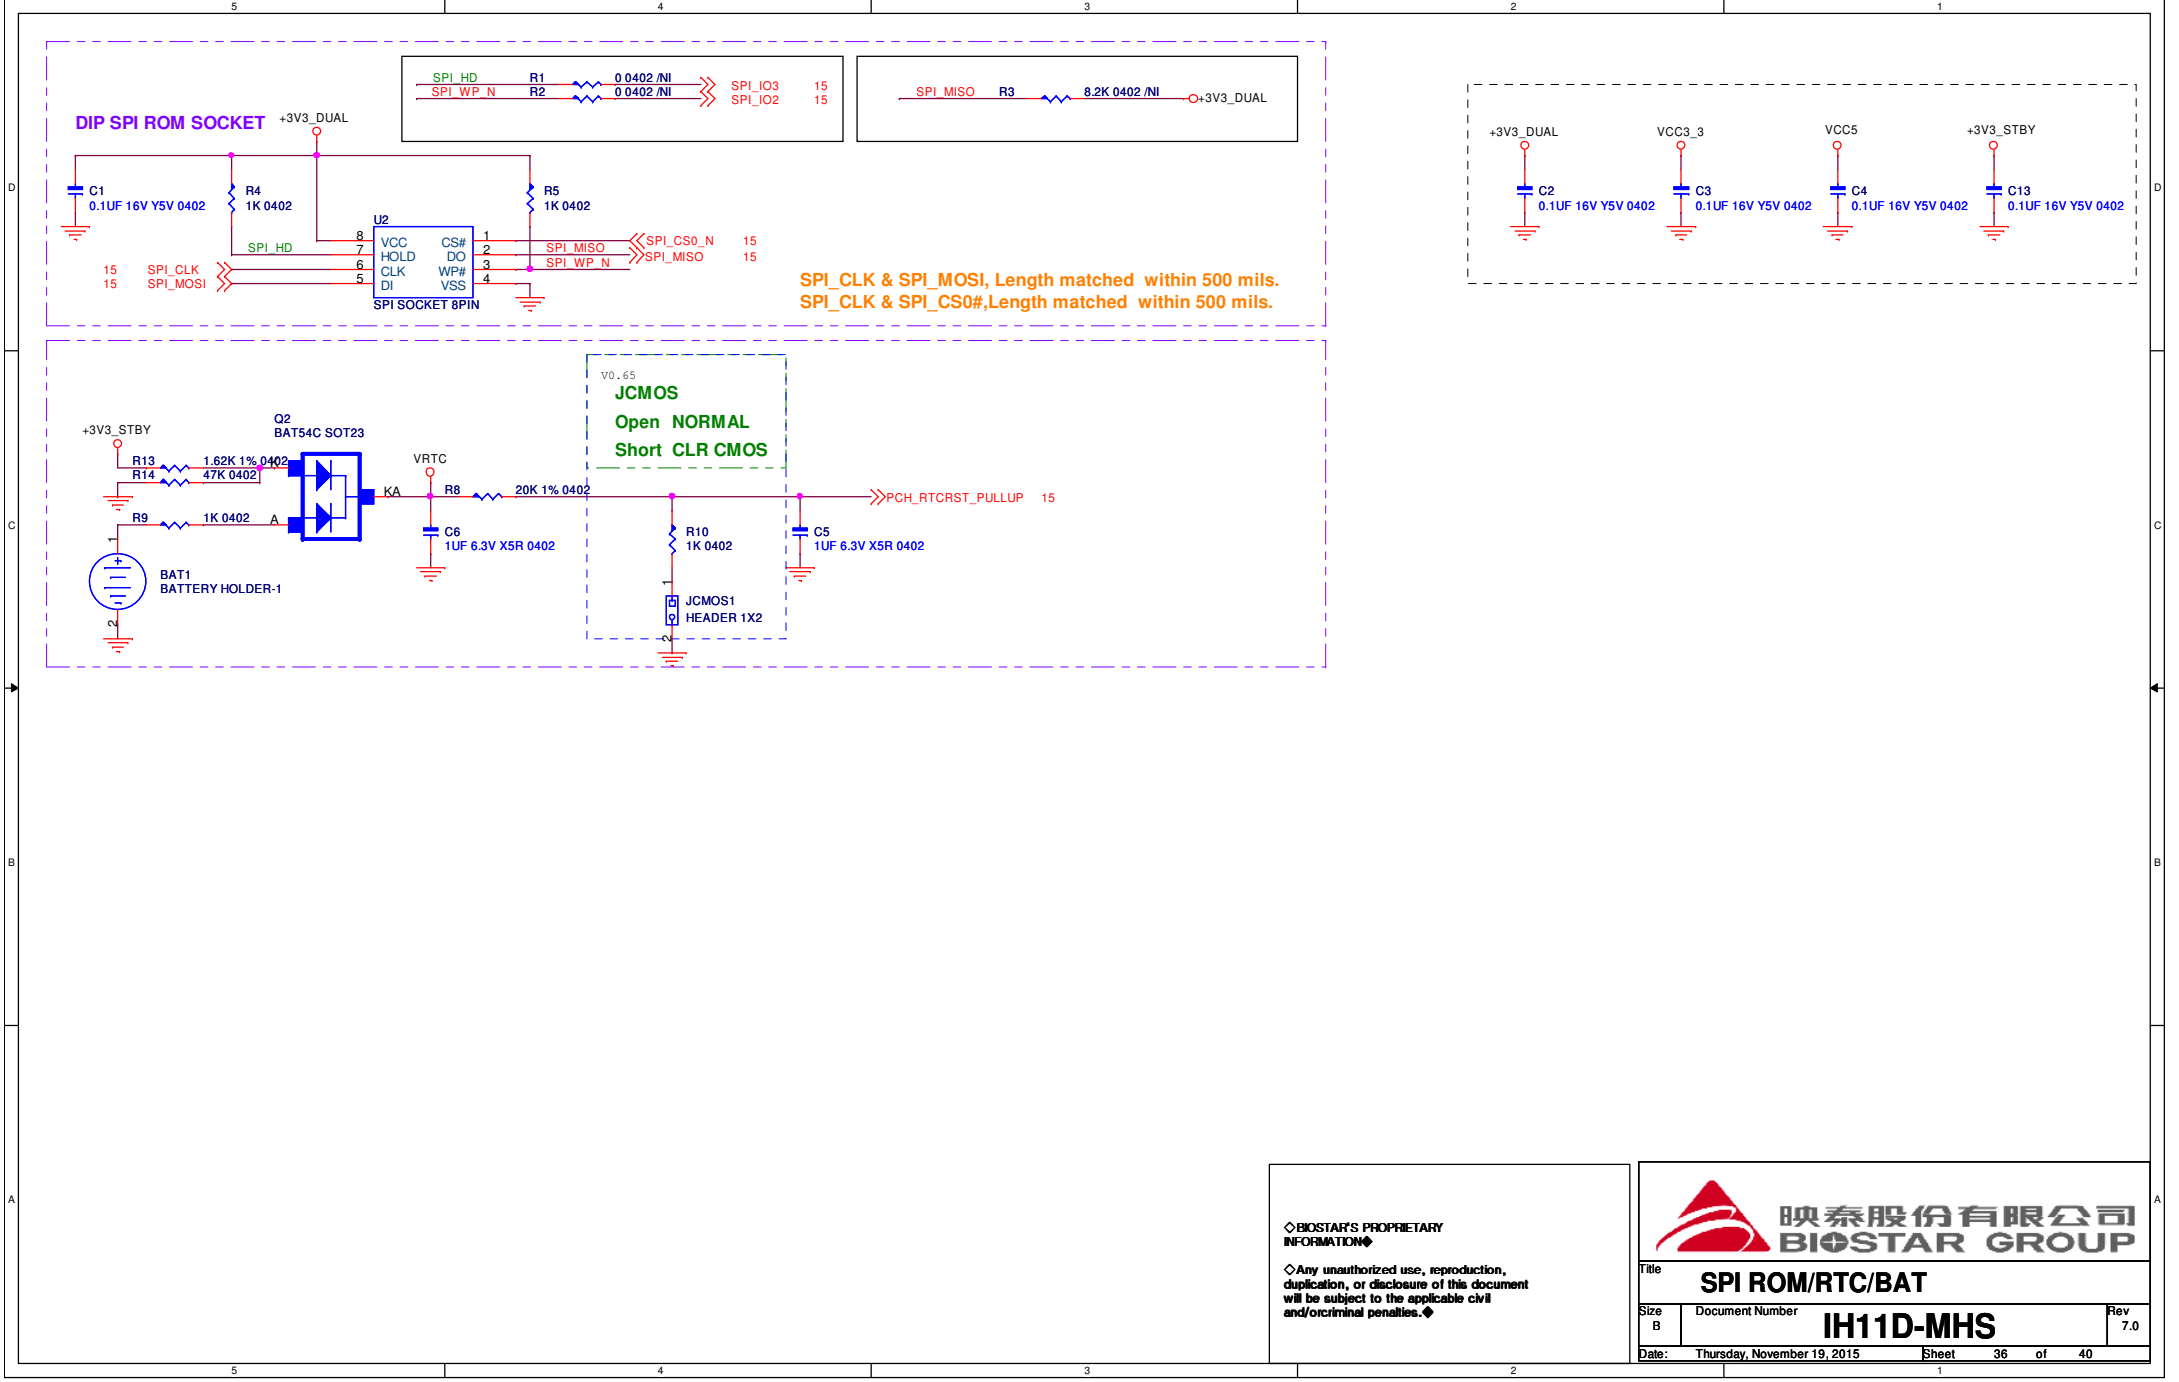 5 4 3 2 1
D
C
B
A
D
C
B
A
SPI_HD R1 0 0402 /NI SPI_IO3 15
SPI_WP_N R2 0 0402 /NI SPI_IO2 15
SPI_MISO R3 8.2K 0402 /NI +3V3_DUAL
DIP SPI ROM SOCKET
+3V3_DUAL
C1
0.1UF 16V Y5V 0402
R4
1K 0402
R5
1K 0402
U2
8 VCC CS# 1
7 HOLD DO 2
6 CLK WP# 3
5 DI VSS 4
SPI SOCKET 8PIN
SPI_HD
15 SPI_CLK
15 SPI_MOSI
SPI_CS0_N 15
SPI_MISO SPI_MISO 15
SPI_WP_N
SPI_CLK & SPI_MOSI, Length matched within 500 mils.
SPI_CLK & SPI_CS0#,Length matched within 500 mils.
+3V3_DUAL VCC3_3 VCC5 +3V3_STBY
C2
0.1UF 16V Y5V 0402
C3
0.1UF 16V Y5V 0402
C4
0.1UF 16V Y5V 0402
C13
0.1UF 16V Y5V 0402
V0.65
JCMOS
Open NORMAL
Short CLR CMOS
+3V3_STBY
Q2
BAT54C SOT23
R13 1.62K 1% 0402 K
R14 47K 0402
R9 1K 0402 A
KA
VRTC
R8 20K 1% 0402
PCH_RTCRST_PULLUP 15
C6
1UF 6.3V X5R 0402
R10
1K 0402
C5
1UF 6.3V X5R 0402
1
BAT1
BATTERY HOLDER-1
2
1
JCMOS1
HEADER 1X2
2
◇BIOSTAR'S PROPRIETARY
INFORMATION◆
◇Any unauthorized use, reproduction,
duplication, or disclosure of this document
will be subject to the applicable civil
and/orcriminal penalties.◆
映泰股份有限公司
BIOSTAR GROUP
Title
SPI ROM/RTC/BAT
Size
B
Document Number
IH11D-MHS
Rev
7.0
Date: Thursday, November 19, 2015 Sheet 36 of 40
5 4 3 2 1